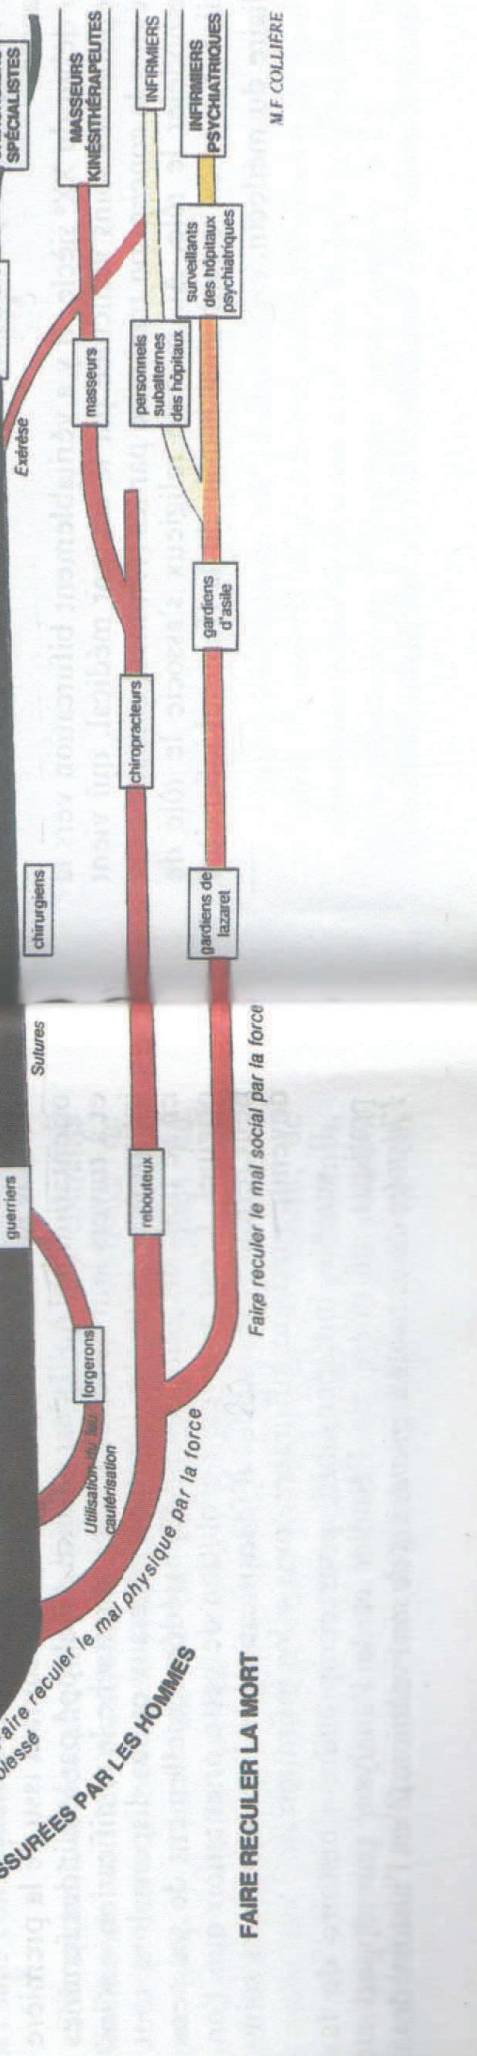 SPÉCIALISTES
MASSEURS
KINÉSITHÉRAPEUTES
INFIRMIERS
INFIRMIERS
PSYCHIATRIQUES
M.F. COLLIÈRE
surveillants
des hôpitaux
psychiatriques
personnels
subalternes
des hôpitaux
masseurs
Exérèse
gardiens
d'asile
chiropracteurs
chirurgiens
gardiens de
lazaret
Sutures
guerriers
rebouteux
Faire reculer le mal social par la force
forgerons
Utilisation du feu
cautérisation
aire reculer le mal physique par la force
blessé
SSURÉES PAR LES HOMMES
FAIRE RECULER LA MORT